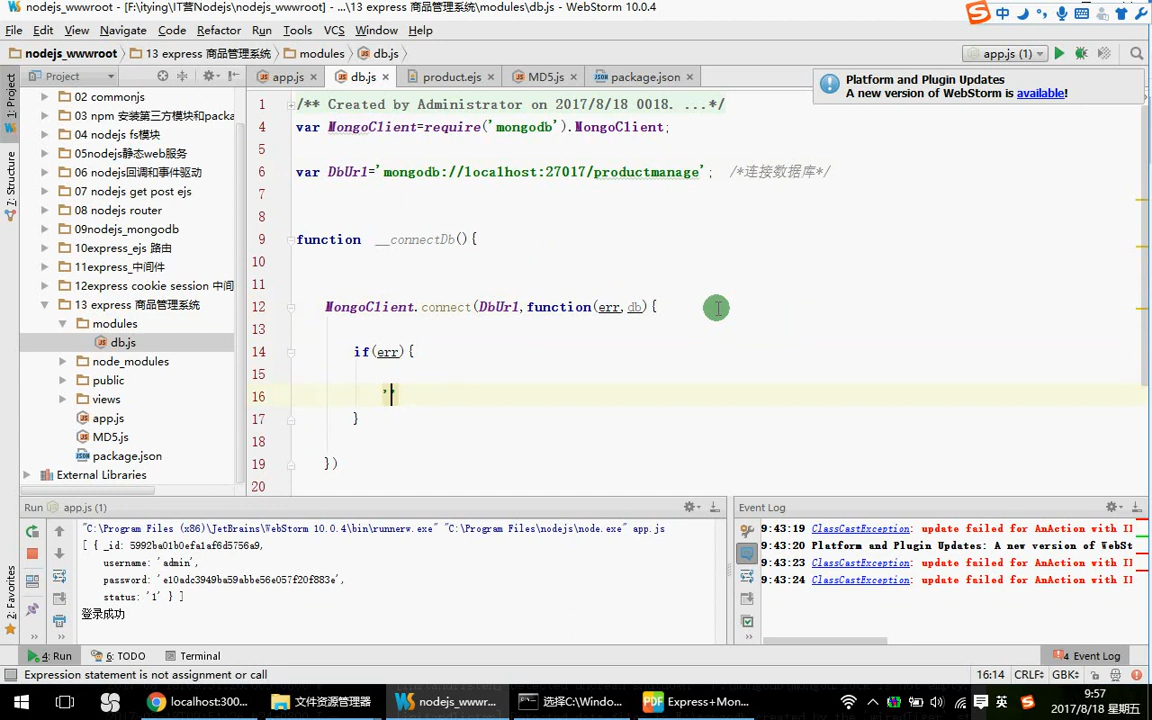 nodejs_wwwroot - [F:\itying\IT营Nodejs\nodejs_wwwroot] - ...\13 express 商品管理系统\modules\db.js - WebStorm 10.0.4
File Edit View Navigate Code Refactor Run Tools VCS Window Help
nodejs_wwwroot 13 express 商品管理系统 modules db.js app.js (1)
Project app.js db.js product.ejs MD5.js package.json
Platform and Plugin Updates
A new version of WebStorm is available!
1: Project
7: Structure
2: Favorites
02 commonjs
03 npm 安装第三方模块和packa
04 nodejs fs模块
05nodejs静态web服务
06 nodejs回调和事件驱动
07 nodejs get post ejs
08 nodejs router
09nodejs_mongodb
10express_ejs 路由
11express_中间件
12express cookie session 中间
13 express 商品管理系统
modules
db.js
node_modules
public
views
app.js
MD5.js
package.json
External Libraries
1 /** Created by Administrator on 2017/8/18 0018. ...*/
4 var MongoClient=require('mongodb').MongoClient;
5
6 var DbUrl='mongodb://localhost:27017/productmanage'; /*连接数据库*/
7
8
9 function __connectDb(){
10
11
12 MongoClient.connect(DbUrl,function(err,db){
13
14 if(err){
15
16 ''
17 }
18
19 })
20
Run app.js (1)
"C:\Program Files (x86)\JetBrains\WebStorm 10.0.4\bin\runnerw.exe" "C:\Program Files\nodejs\node.exe" app.js
[ { _id: 5992ba01b0efa1af6d5756a9,
username: 'admin',
password: 'e10adc3949ba59abbe56e057f20f883e',
status: '1' } ]
登录成功
Event Log
9:43:19 ClassCastException: update failed for AnAction with I
9:43:20 Platform and Plugin Updates: A new version of WebSt
9:43:23 ClassCastException: update failed for AnAction with I
9:43:24 ClassCastException: update failed for AnAction with I
4: Run 6: TODO Terminal 4 Event Log
Expression statement is not assignment or call 16:14 CRLF GBK
localhost:300... 文件资源管理器 nodejs_wwwr... 选择C:\Windo... Express+Mon... 英 9:57
2017/8/18 星期五